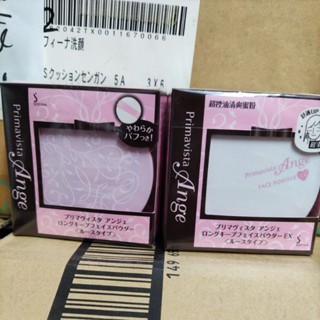 フィーナ洗顔
Sクッションセンガン 5A 3X6
S
やわらか
パフつき!
Primavista
Ange
プリマヴィスタ アンジェ
ロングキープフェイスパウダー
〈ルースタイプ〉
超控油清爽蜜粉
S
Primavista
Ange
Primavista Ange
FACE POWDER
プリマヴィスタ アンジェ
ロングキープフェイスパウダーEX
〈ルースタイプ〉